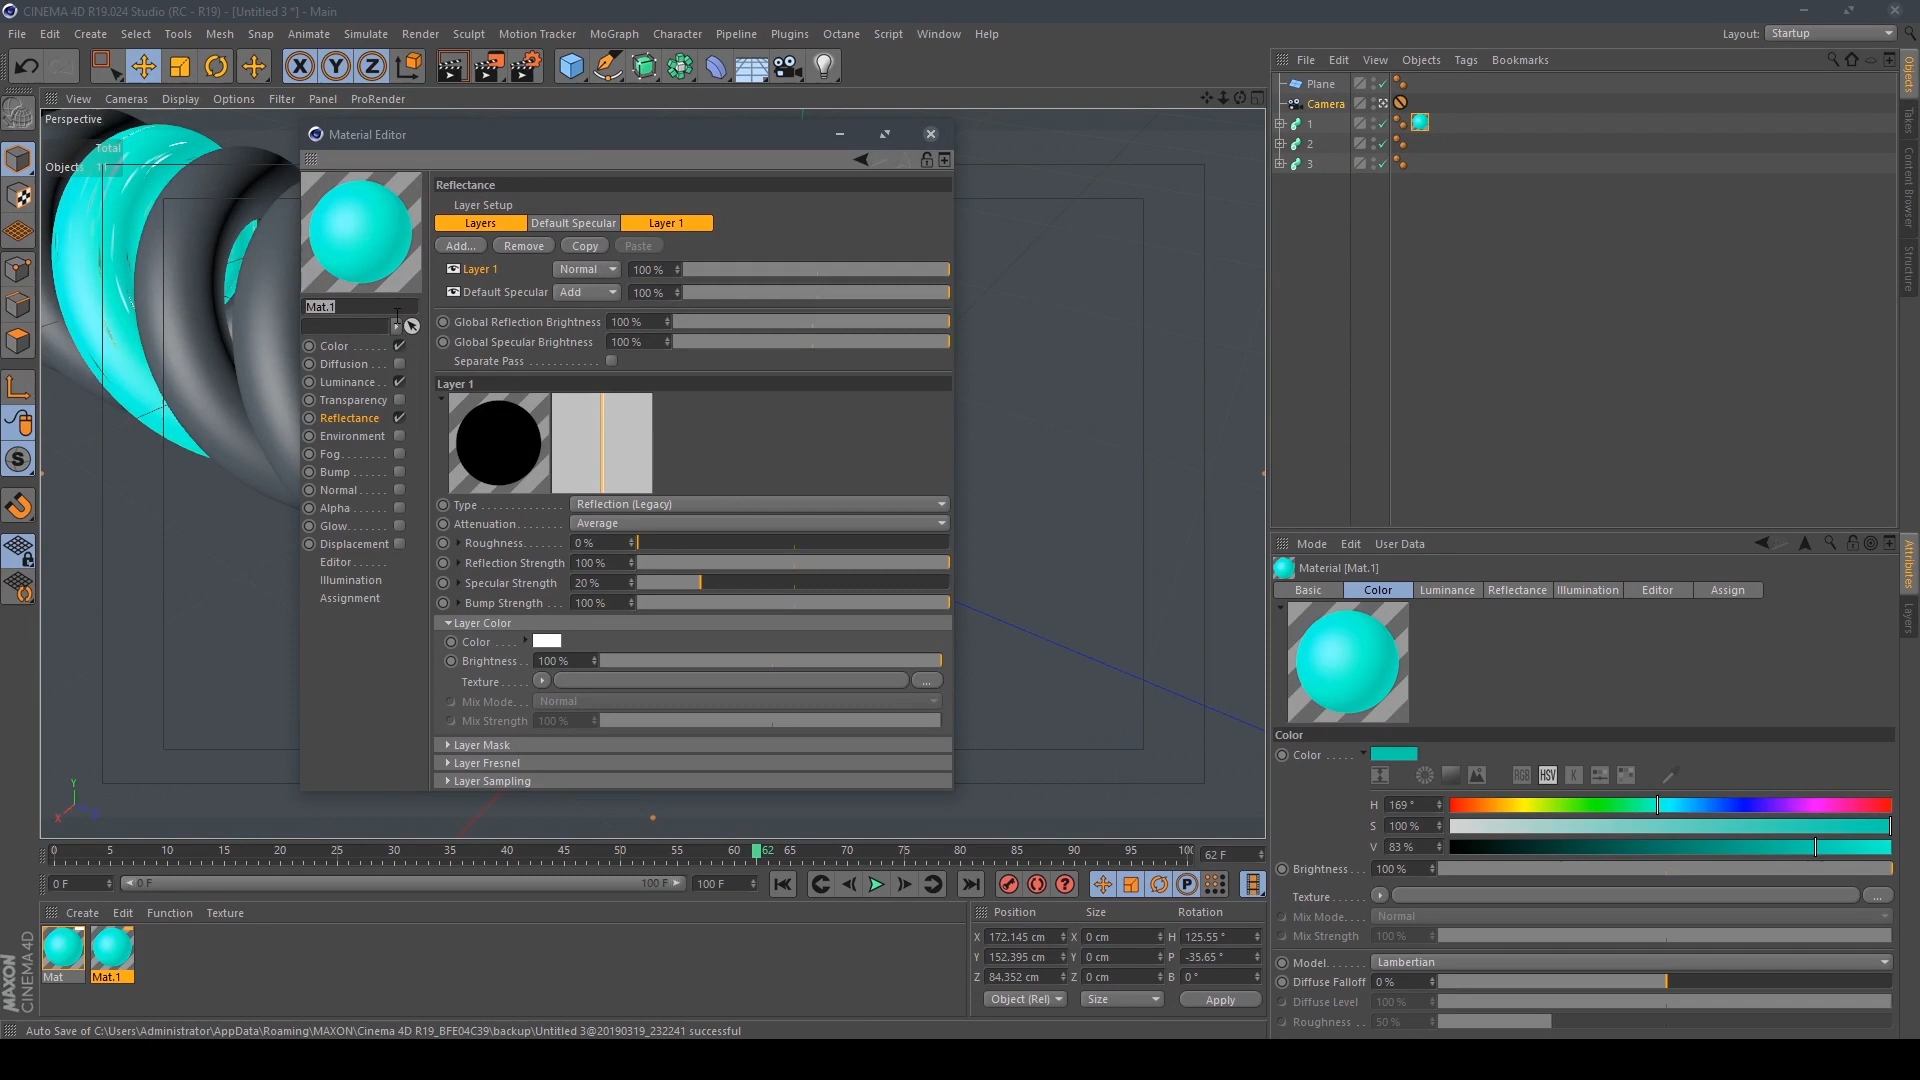 CINEMA 4D R19.024 Studio (RC - R19) - [Untitled 3 *] - Main
File Edit Create Select Tools Mesh Snap Animate Simulate Render Sculpt Motion Tracker MoGraph Character Pipeline Plugins Octane Script Window Help
Layout: Startup
View Cameras Display Options Filter Panel ProRender
Perspective
Total
Objects 11
Material Editor
Mat.1
Color
Diffusion
Luminance
Transparency
Reflectance
Environment
Fog
Bump
Normal
Alpha
Glow
Displacement
Editor
Illumination
Assignment
Reflectance
Layer Setup
Layers Default Specular Layer 1
Add... Remove Copy Paste
Layer 1 Normal 100 %
Default Specular Add 100 %
Global Reflection Brightness 100 %
Global Specular Brightness 100 %
Separate Pass
Layer 1
Type Reflection (Legacy)
Attenuation Average
Roughness 0 %
Reflection Strength 100 %
Specular Strength 20 %
Bump Strength 100 %
Layer Color
Color
Brightness 100 %
Texture ...
Mix Mode Normal
Mix Strength 100 %
Layer Mask
Layer Fresnel
Layer Sampling
Y
X
0 5 10 15 20 25 30 35 40 45 50 55 60 62 65 70 75 80 85 90 95 100
62 F
0 F 0 F 100 F 100 F
Create Edit Function Texture
Mat Mat.1
Position Size Rotation
X 172.145 cm X 0 cm H 125.55 °
Y 152.395 cm Y 0 cm P -35.65 °
Z 84.352 cm Z 0 cm B 0 °
Object (Rel) Size Apply
MAXON CINEMA 4D
Auto Save of C:\Users\Administrator\AppData\Roaming\MAXON\Cinema 4D R19_BFE04C39\backup\Untitled 3@20190319_232241 successful
File Edit View Objects Tags Bookmarks
Plane
Camera
1
2
3
Objects
Takes
Content Browser
Structure
Mode Edit User Data
Material [Mat.1]
Basic Color Luminance Reflectance Illumination Editor Assign
Color
Color
RGB HSV K
H 169 °
S 100 %
V 83 %
Brightness 100 %
Texture ...
Mix Mode Normal
Mix Strength 100 %
Model Lambertian
Diffuse Falloff 0 %
Diffuse Level 100 %
Roughness 50 %
Attributes
Layers